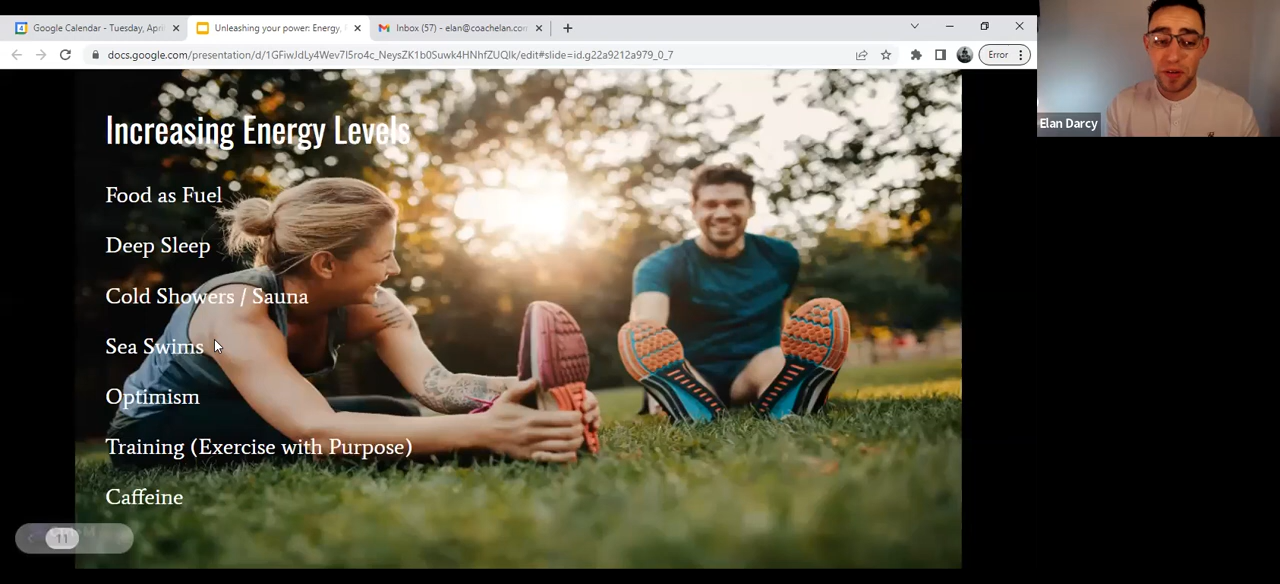 Google Calendar - Tuesday, Apri
Unleashing your power: Energy,
Inbox (57) - elan@coachelan.com
docs.google.com/presentation/d/1GFiwJdLy4Wev7I5ro4c_NeysZK1b0Suwk4HNhfZUQlk/edit#slide=id.g22a9212a979_0_7
Error
Elan Darcy
Increasing Energy Levels
Food as Fuel
Deep Sleep
Cold Showers / Sauna
Sea Swims
Optimism
Training (Exercise with Purpose)
Caffeine
11